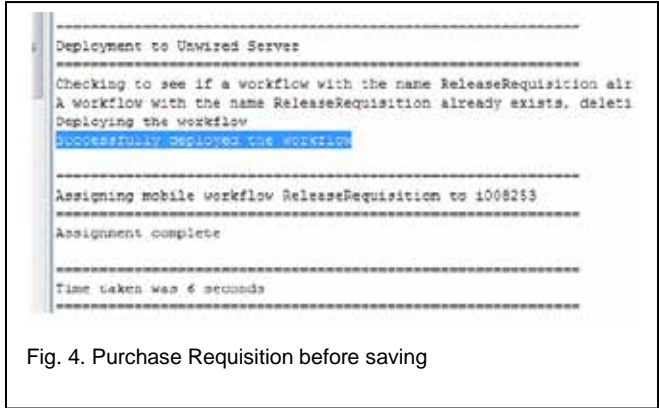 Deployment to Unwired Server
Checking to see if a workflow with the name ReleaseRequisition alr
A workflow with the name ReleaseRequisition already exists, deleti
Deploying the workflow
Successfully deployed the workflow
Assigning mobile workflow ReleaseRequisition to i008253
Assignment complete
Time taken was 6 seconds
Fig. 4. Purchase Requisition before saving